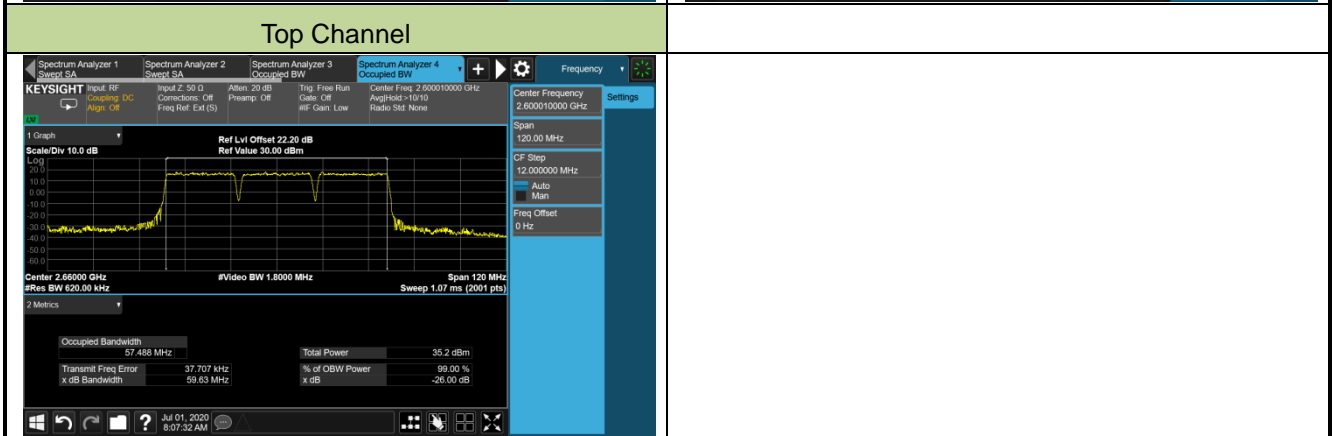 Top Channel
Spectrum Analyzer 1
Swept SA
Spectrum Analyzer 2
Swept SA
Spectrum Analyzer 3
Occupied BW
Spectrum Analyzer 4
Occupied BW
+
Frequency
KEYSIGHT
Input: RF
Coupling: DC
Align: Off
Input Z: 50 Ω
Corrections: Off
Freq Ref: Ext (S)
Atten: 20 dB
Preamp: Off
Trig: Free Run
Gate: Off
#IF Gain: Low
Center Freq: 2.600010000 GHz
Avg|Hold:>10/10
Radio Std: None
1 Graph
Scale/Div 10.0 dB
Ref Lvl Offset 22.20 dB
Ref Value 30.00 dBm
Log
20.0
10.0
0.00
-10.0
-20.0
-30.0
-40.0
-50.0
-60.0
Center 2.66000 GHz
#Video BW 1.8000 MHz
Span 120 MHz
#Res BW 620.00 kHz
Sweep 1.07 ms (2001 pts)
2 Metrics
Occupied Bandwidth
57.488 MHz
Total Power 35.2 dBm
Transmit Freq Error 37.707 kHz
% of OBW Power 99.00 %
x dB Bandwidth 59.63 MHz
x dB -26.00 dB
Center Frequency
2.600010000 GHz
Settings
Span
120.00 MHz
CF Step
12.000000 MHz
Auto
Man
Freq Offset
0 Hz
?
Jul 01, 2020
8:07:32 AM